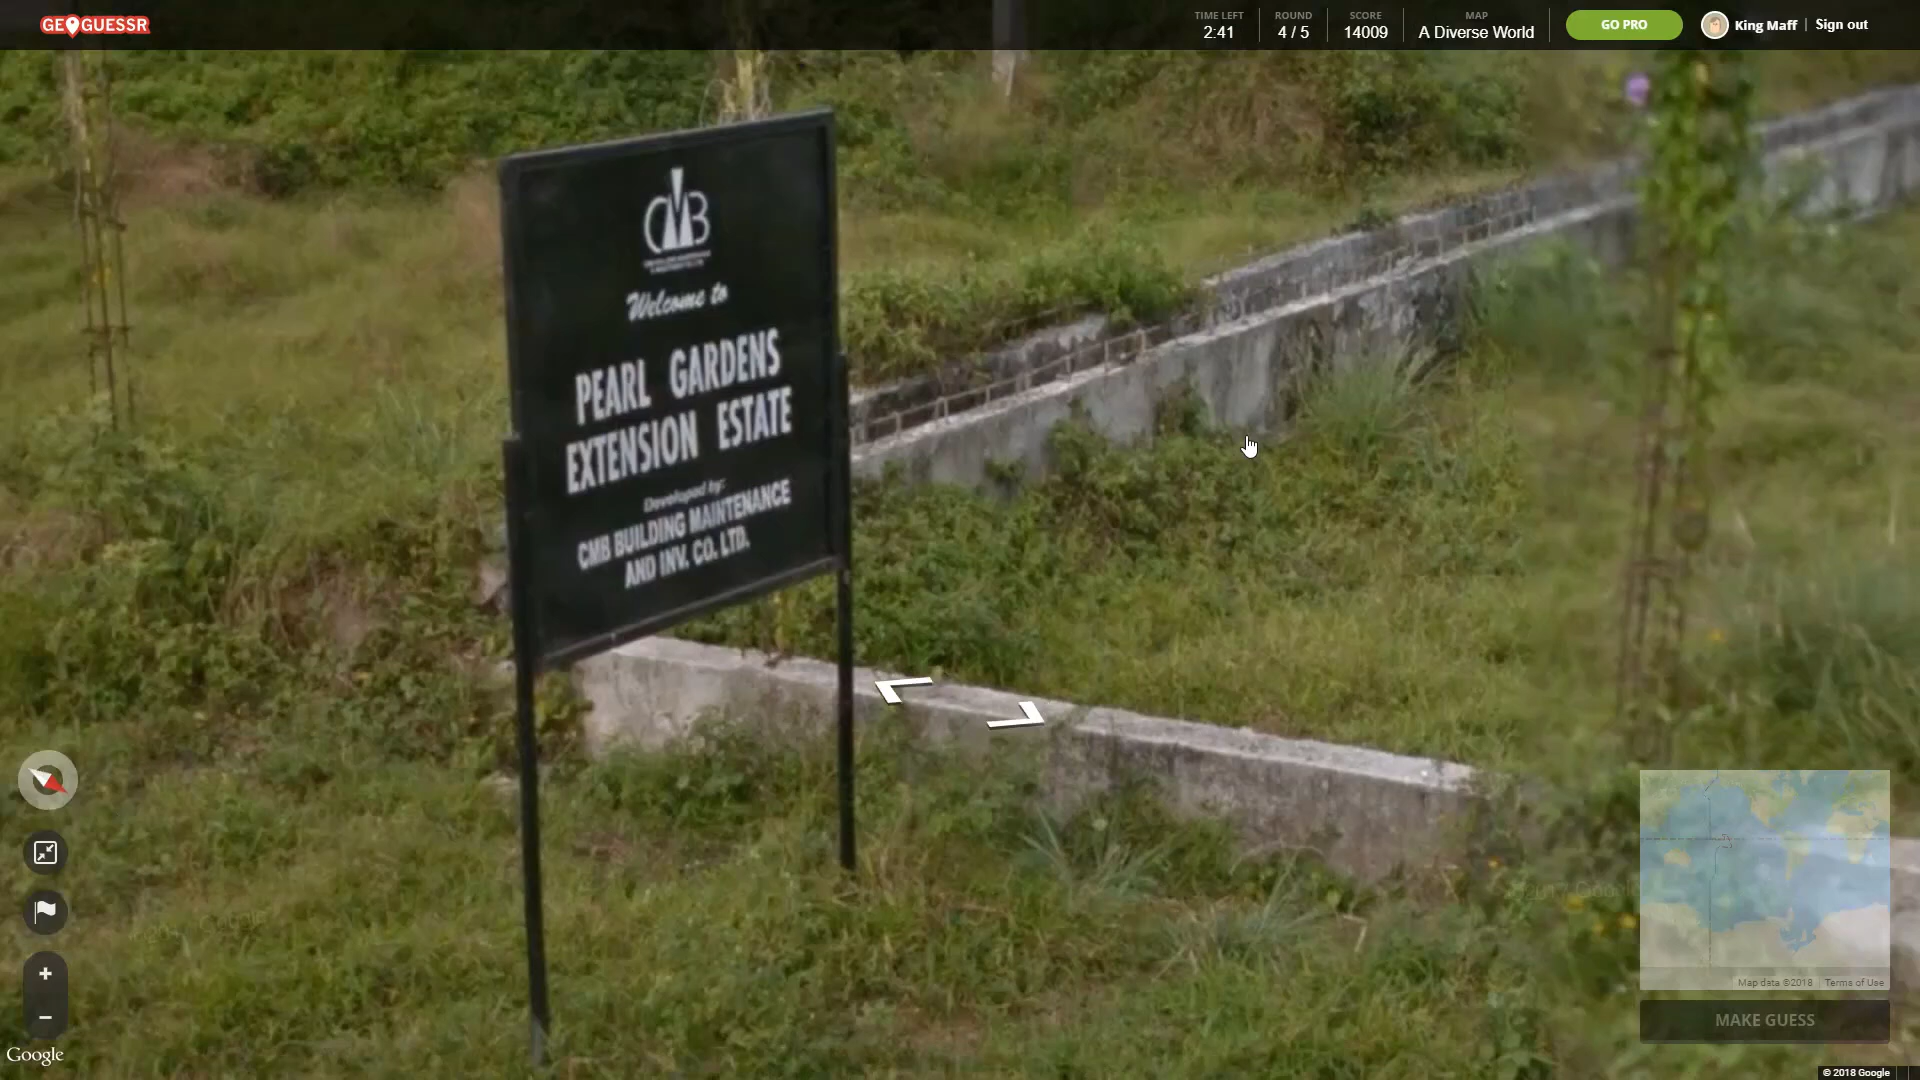 GEOGUESSR
TIME LEFT
2:41
ROUND
4 / 5
SCORE
14009
MAP
A Diverse World
GO PRO
King Maff
Sign out
CMB
Welcome to
PEARL GARDENS
EXTENSION ESTATE
Developed by:
CMB BUILDING MAINTENANCE
AND INV. CO. LTD.
Map data ©2018
Terms of Use
MAKE GUESS
Google
© 2018 Google